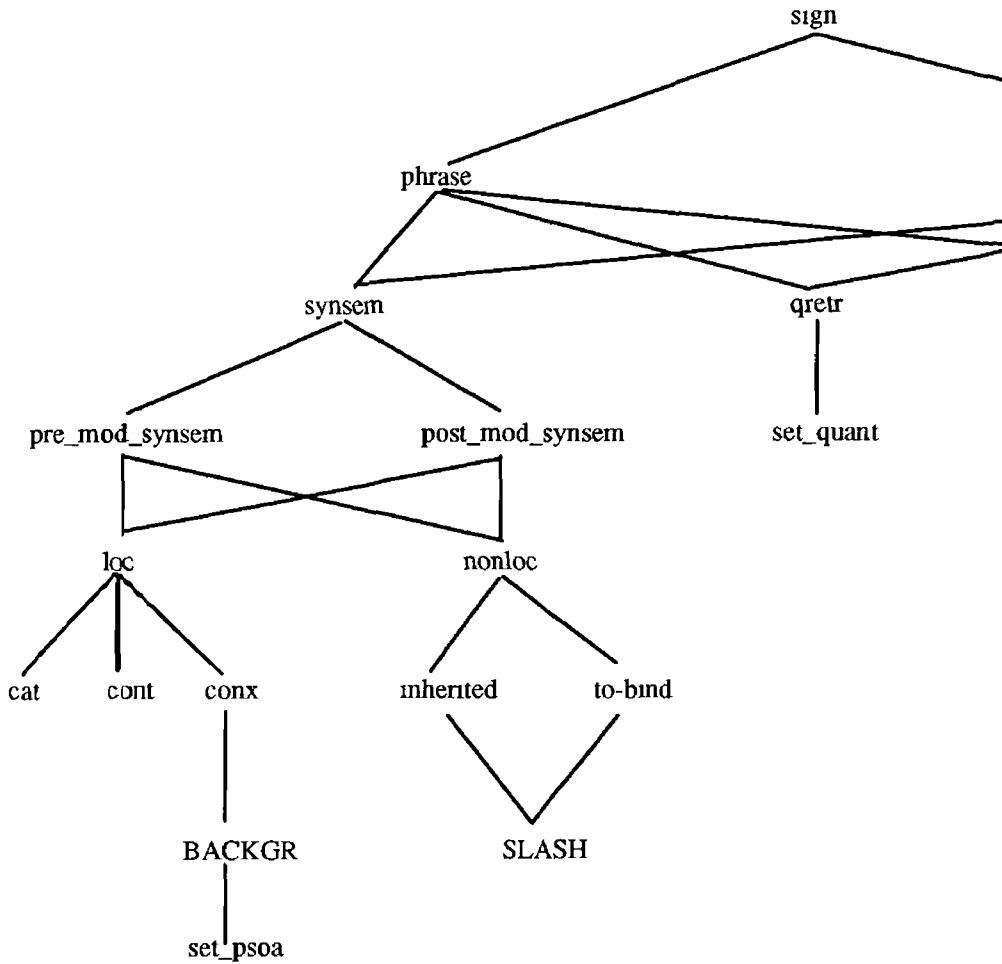 sign
phrase
synsem qretr
pre_mod_synsem post_mod_synsem set_quant
loc nonloc
cat cont conx inherited to-bind
BACKGR SLASH
set_psoa